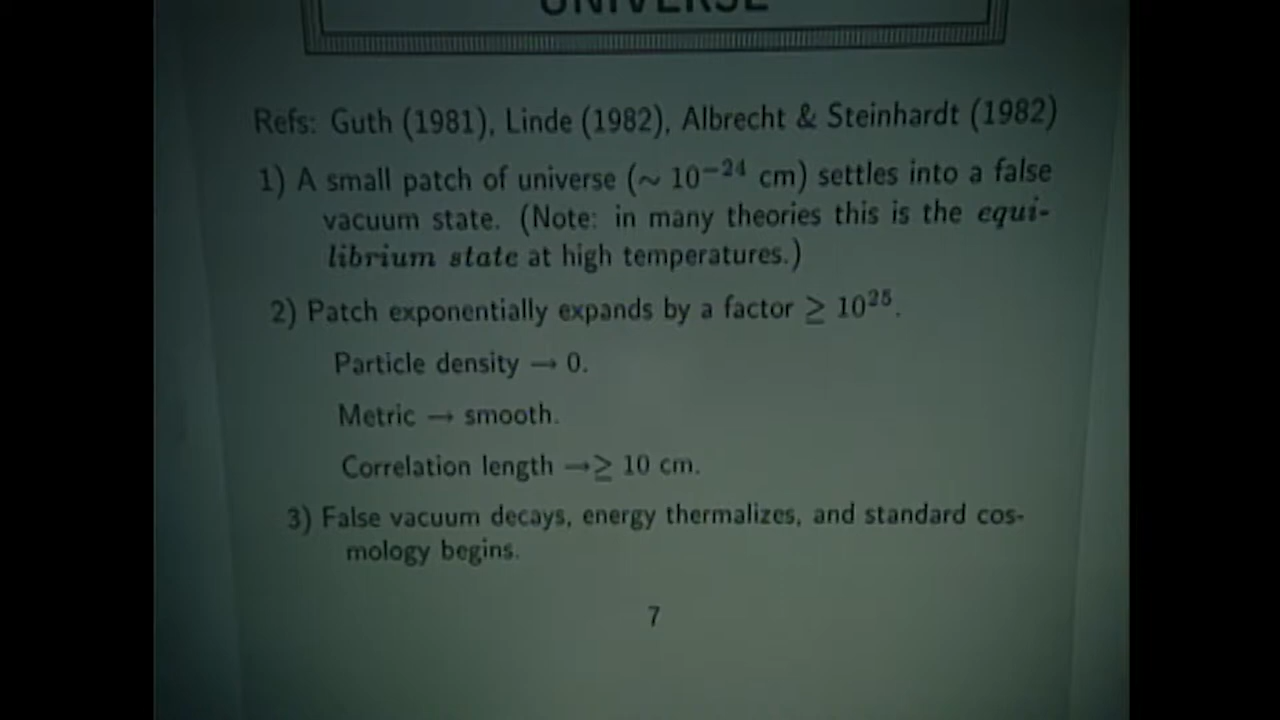 UNIVERSE
Refs: Guth (1981), Linde (1982), Albrecht & Steinhardt (1982)
1) A small patch of universe (∼ 10⁻²⁴ cm) settles into a false
vacuum state. (Note: in many theories this is the equi-
librium state at high temperatures.)
2) Patch exponentially expands by a factor ≥ 10²⁵.
Particle density → 0.
Metric → smooth.
Correlation length →≥ 10 cm.
3) False vacuum decays, energy thermalizes, and standard cos-
mology begins.
7